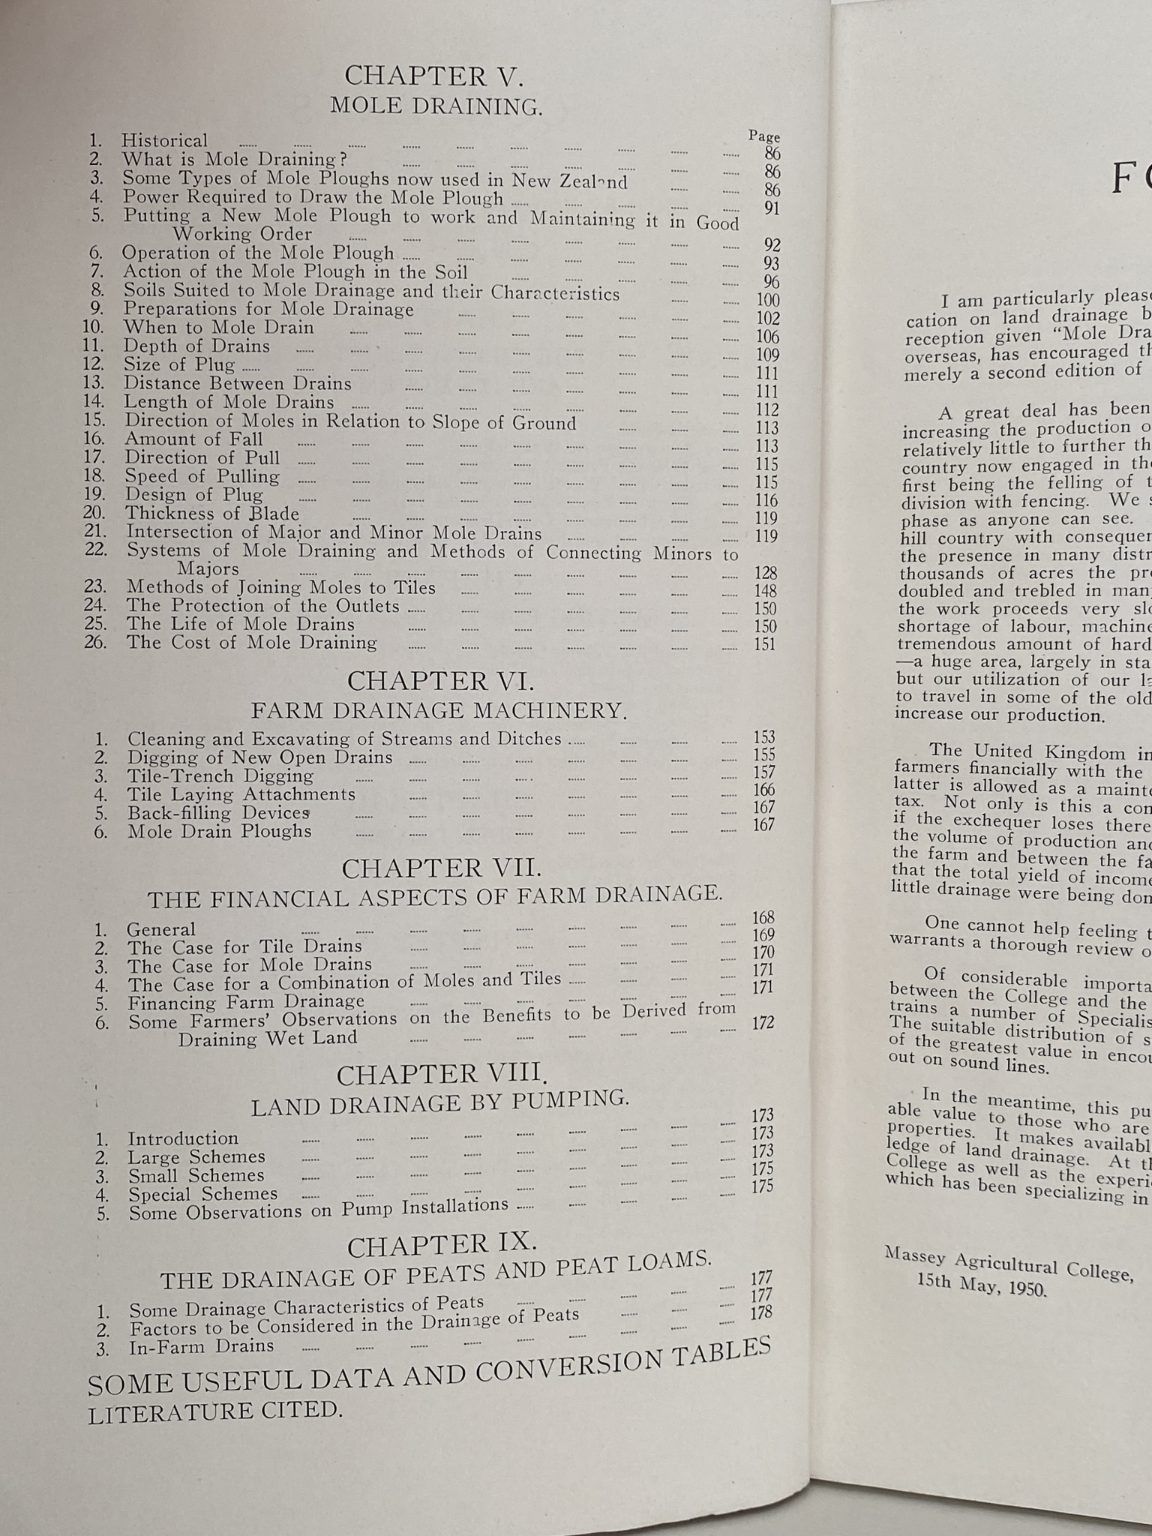 CHAPTER V.
MOLE DRAINING.
Page
1. Historical ...... 86
2. What is Mole Draining? ...... 86
3. Some Types of Mole Ploughs now used in New Zealand ...... 86
4. Power Required to Draw the Mole Plough ...... 91
5. Putting a New Mole Plough to work and Maintaining it in Good
Working Order ...... 92
6. Operation of the Mole Plough ...... 93
7. Action of the Mole Plough in the Soil ...... 96
8. Soils Suited to Mole Drainage and their Characteristics ...... 100
9. Preparations for Mole Drainage ...... 102
10. When to Mole Drain ...... 106
11. Depth of Drains ...... 109
12. Size of Plug ...... 111
13. Distance Between Drains ...... 111
14. Length of Mole Drains ...... 112
15. Direction of Moles in Relation to Slope of Ground ...... 113
16. Amount of Fall ...... 113
17. Direction of Pull ...... 115
18. Speed of Pulling ...... 115
19. Design of Plug ...... 116
20. Thickness of Blade ...... 119
21. Intersection of Major and Minor Mole Drains ...... 119
22. Systems of Mole Draining and Methods of Connecting Minors to
Majors ...... 128
23. Methods of Joining Moles to Tiles ...... 148
24. The Protection of the Outlets ...... 150
25. The Life of Mole Drains ...... 150
26. The Cost of Mole Draining ...... 151
CHAPTER VI.
FARM DRAINAGE MACHINERY.
1. Cleaning and Excavating of Streams and Ditches ...... 153
2. Digging of New Open Drains ...... 155
3. Tile-Trench Digging ...... 157
4. Tile Laying Attachments ...... 166
5. Back-filling Devices ...... 167
6. Mole Drain Ploughs ...... 167
CHAPTER VII.
THE FINANCIAL ASPECTS OF FARM DRAINAGE.
1. General ...... 168
2. The Case for Tile Drains ...... 169
3. The Case for Mole Drains ...... 170
4. The Case for a Combination of Moles and Tiles ...... 171
5. Financing Farm Drainage ...... 171
6. Some Farmers' Observations on the Benefits to be Derived from
Draining Wet Land ...... 172
CHAPTER VIII.
LAND DRAINAGE BY PUMPING.
1. Introduction ...... 173
2. Large Schemes ...... 173
3. Small Schemes ...... 173
4. Special Schemes ...... 175
5. Some Observations on Pump Installations ...... 175
CHAPTER IX.
THE DRAINAGE OF PEATS AND PEAT LOAMS.
1. Some Drainage Characteristics of Peats ...... 177
2. Factors to be Considered in the Drainage of Peats ...... 177
3. In-Farm Drains ...... 178
SOME USEFUL DATA AND CONVERSION TABLES
LITERATURE CITED.
I am particularly
cation on land drainage
reception given "Mole
overseas, has encouraged
merely a second edition of
A great deal has been
increasing the production
relatively little to further
country now engaged in
first being the felling of
division with fencing. We
phase as anyone can see.
hill country with
the presence in many
thousands of acres the
doubled and trebled in
the work proceeds very
shortage of labour,
tremendous amount of hard
—a huge area, largely in
but our utilization of our
to travel in some of the
increase our production.
The United Kingdom
farmers financially with the
latter is allowed as a
tax. Not only is this a
if the exchequer loses
the volume of production
the farm and between the
that the total yield of
little drainage were being
One cannot help feeling
warrants a thorough review
Of considerable
between the College and the
trains a number of
The suitable distribution of
of the greatest value in
out on sound lines.
In the meantime, this
able value to those who are
properties. It makes
ledge of land drainage. At
College as well as the
which has been specializing in
Massey Agricultural College,
15th May, 1950.